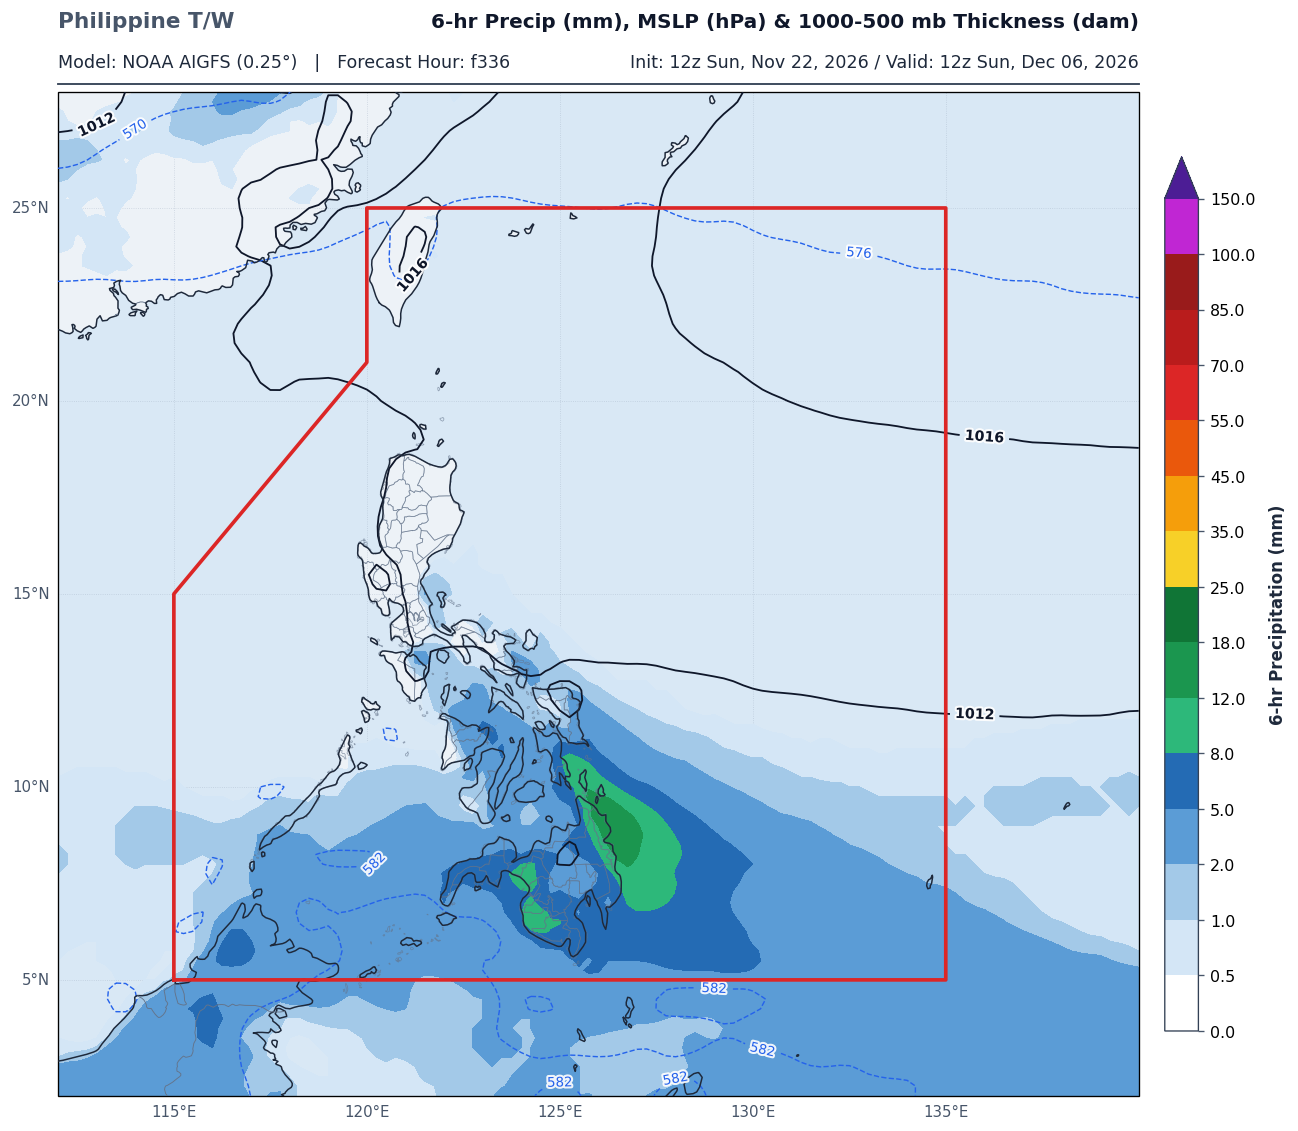 Philippine T/W
6-hr Precip (mm), MSLP (hPa) & 1000-500 mb Thickness (dam)
Model: NOAA AIGFS (0.25°) | Forecast Hour: f336
Init: 12z Sun, Nov 22, 2026 / Valid: 12z Sun, Dec 06, 2026
1012
570
25°N
1016
576
20°N
1016
15°N
1012
10°N
582
5°N
582
582
582
582
115°E
120°E
125°E
130°E
135°E
150.0
100.0
85.0
70.0
55.0
45.0
35.0
25.0
18.0
12.0
8.0
5.0
2.0
1.0
0.5
0.0
6-hr Precipitation (mm)